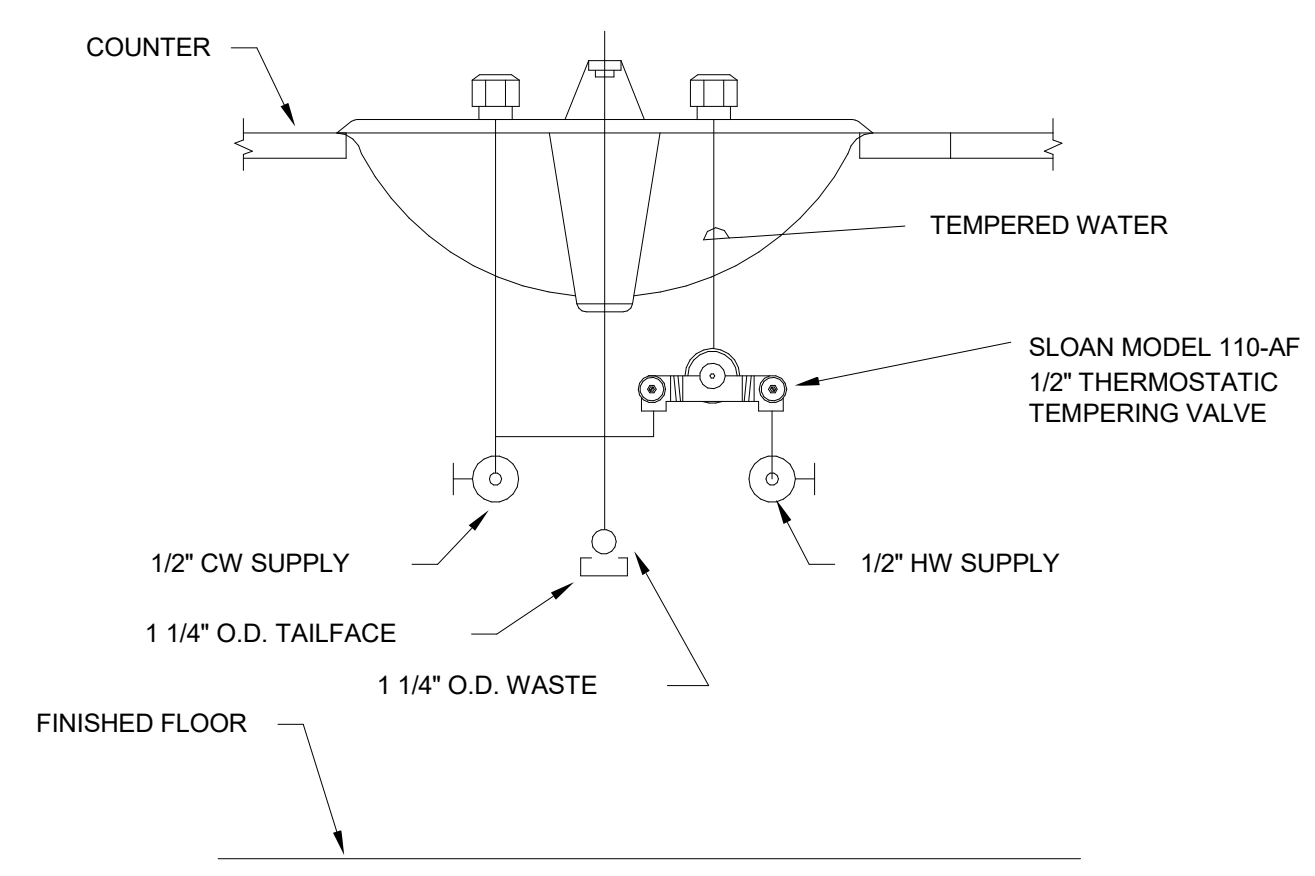 COUNTER
TEMPERED WATER
SLOAN MODEL 110-AF
1/2" THERMOSTATIC
TEMPERING VALVE
1/2" CW SUPPLY
1/2" HW SUPPLY
1 1/4" O.D. TAILFACE
1 1/4" O.D. WASTE
FINISHED FLOOR